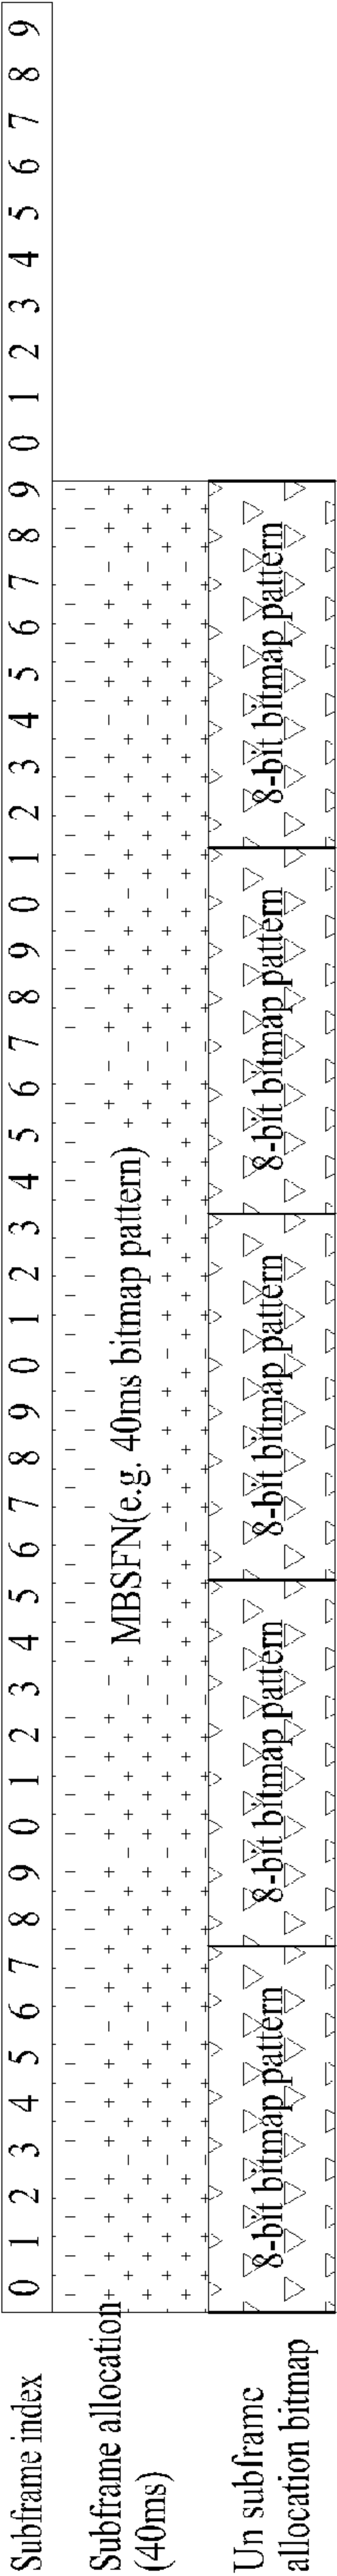 Subframe index 0 1 2 3 4 5 6 7 8 9 0 1 2 3 4 5 6 7 8 9 0 1 2 3 4 5 6 7 8 9 0 1 2 3 4 5 6 7 8 9 0 1 2 3 4 5 6 7 8 9
Subframe allocation
(40ms)
MBSFN(e.g. 40ms bitmap pattern)
Un subframe
allocation bitmap
8-bit bitmap pattern
8-bit bitmap pattern
8-bit bitmap pattern
8-bit bitmap pattern
8-bit bitmap pattern